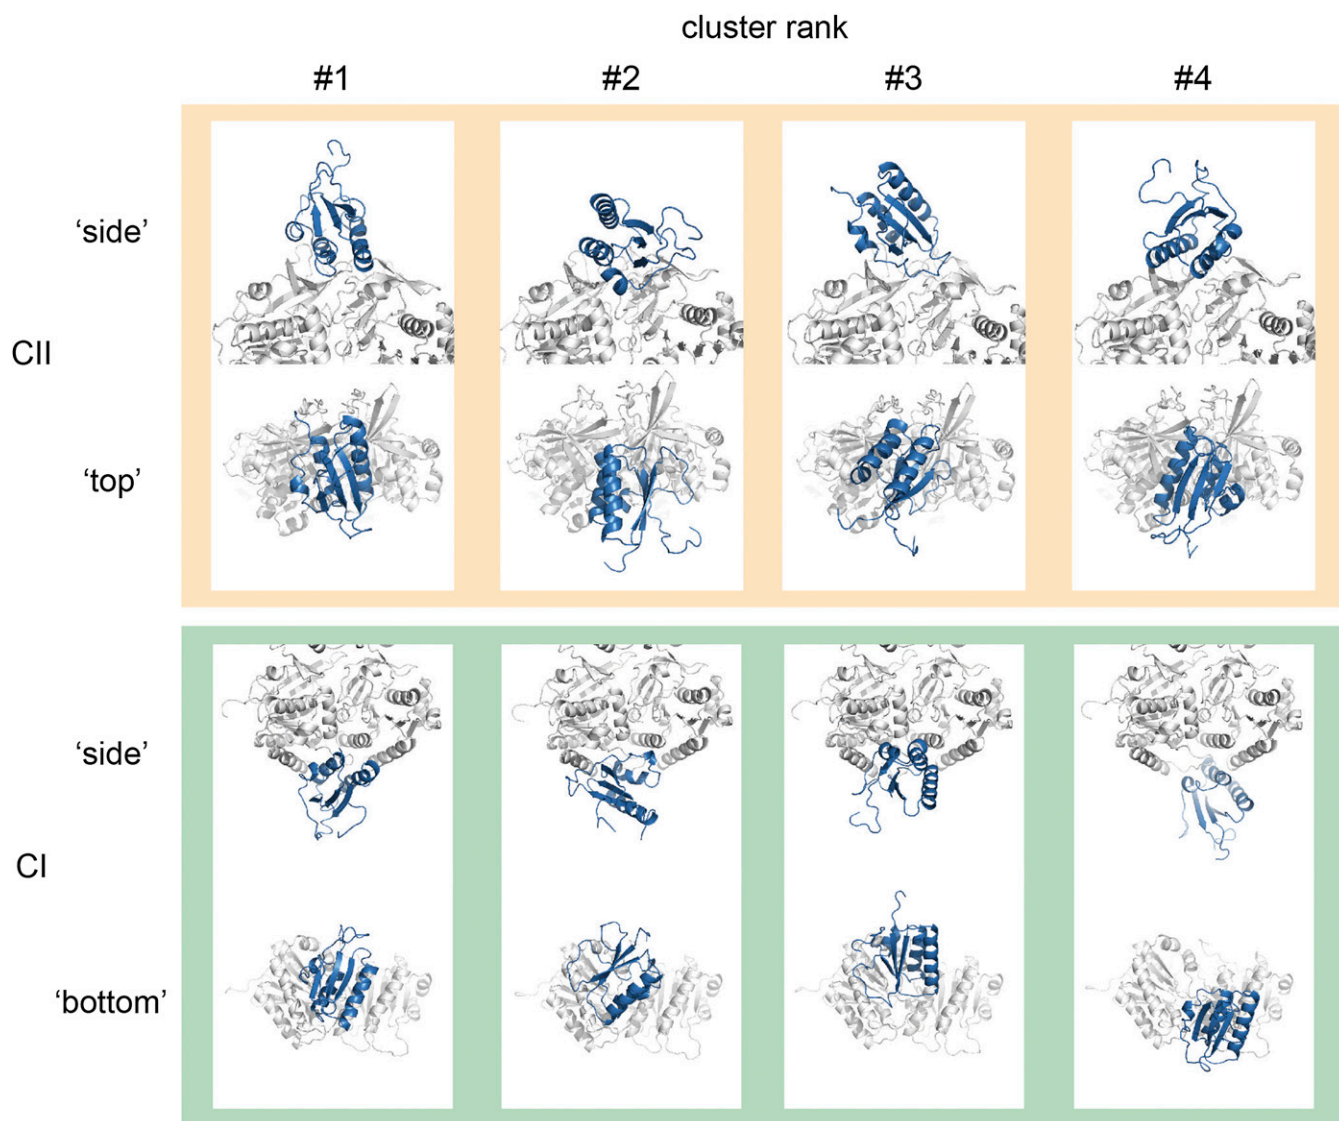 cluster rank
#1 #2 #3 #4
‘side’
CII
‘top’
‘side’
CI
‘bottom’